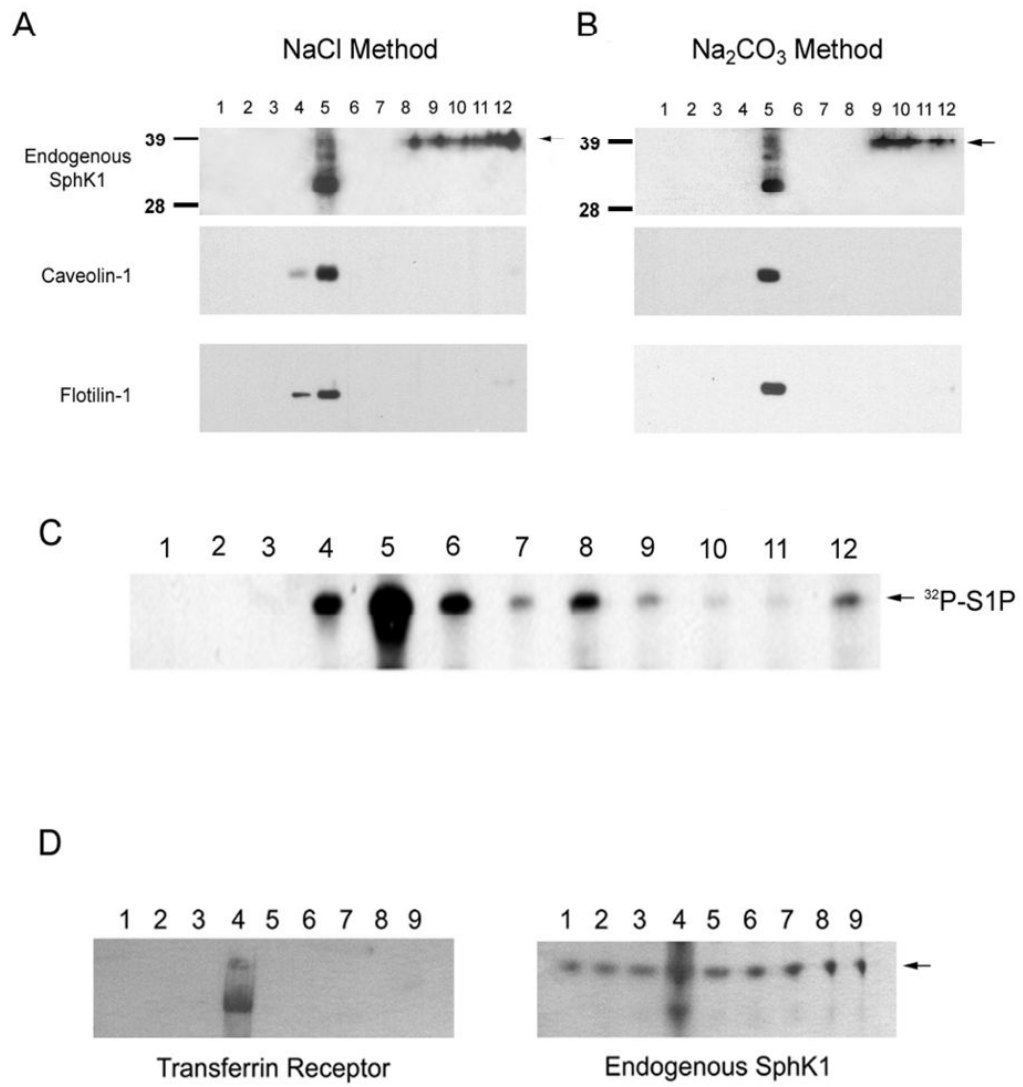 A
NaCl Method
1 2 3 4 5 6 7 8 9 10 11 12
39
Endogenous
SphK1
28
Caveolin-1
Flotilin-1
B
Na₂CO₃ Method
1 2 3 4 5 6 7 8 9 10 11 12
39
28
C
1 2 3 4 5 6 7 8 9 10 11 12
³²P-S1P
D
1 2 3 4 5 6 7 8 9
Transferrin Receptor
1 2 3 4 5 6 7 8 9
Endogenous SphK1